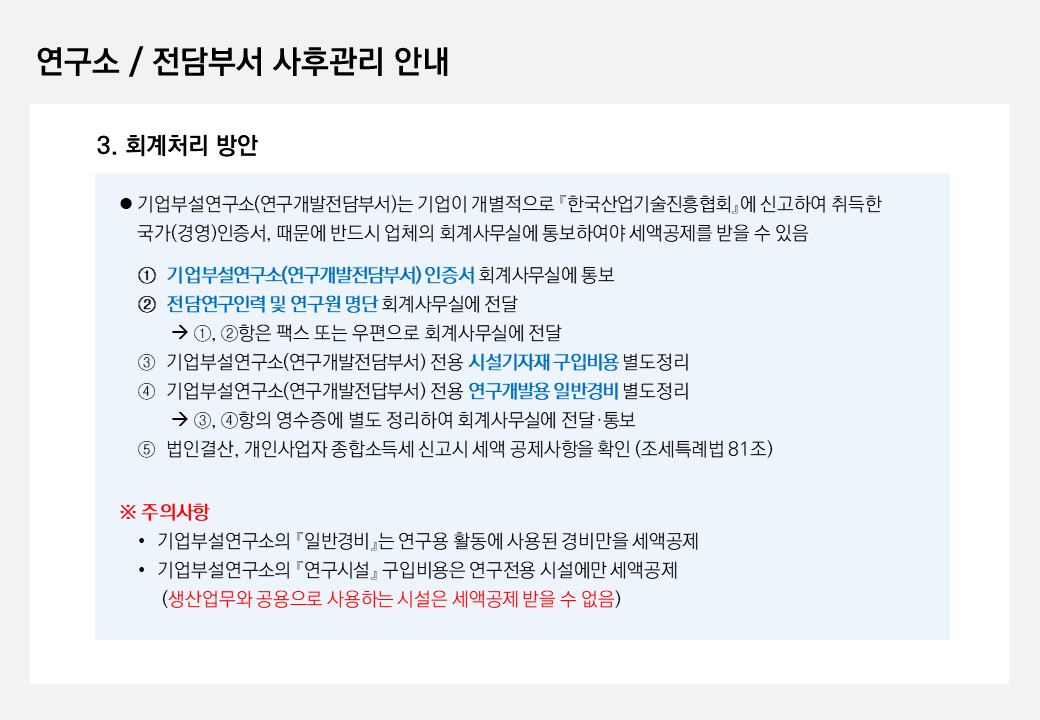 연구소 / 전담부서 사후관리 안내
3. 회계처리 방안
● 기업부설연구소(연구개발전담부서)는 기업이 개별적으로 『한국산업기술진흥협회』에 신고하여 취득한
국가(경영)인증서, 때문에 반드시 업체의 회계사무실에 통보하여야 세액공제를 받을 수 있음
① 기업부설연구소(연구개발전담부서) 인증서 회계사무실에 통보
② 전담연구인력 및 연구원 명단 회계사무실에 전달
→ ①, ②항은 팩스 또는 우편으로 회계사무실에 전달
③ 기업부설연구소(연구개발전담부서) 전용 시설기자재 구입비용 별도정리
④ 기업부설연구소(연구개발전답부서) 전용 연구개발용 일반경비 별도정리
→ ③, ④항의 영수증에 별도 정리하여 회계사무실에 전달·통보
⑤ 법인결산, 개인사업자 종합소득세 신고시 세액 공제사항을 확인 (조세특례법 81조)
※ 주의사항
• 기업부설연구소의 『일반경비』는 연구용 활동에 사용된 경비만을 세액공제
• 기업부설연구소의 『연구시설』 구입비용은 연구전용 시설에만 세액공제
(생산업무와 공용으로 사용하는 시설은 세액공제 받을 수 없음)